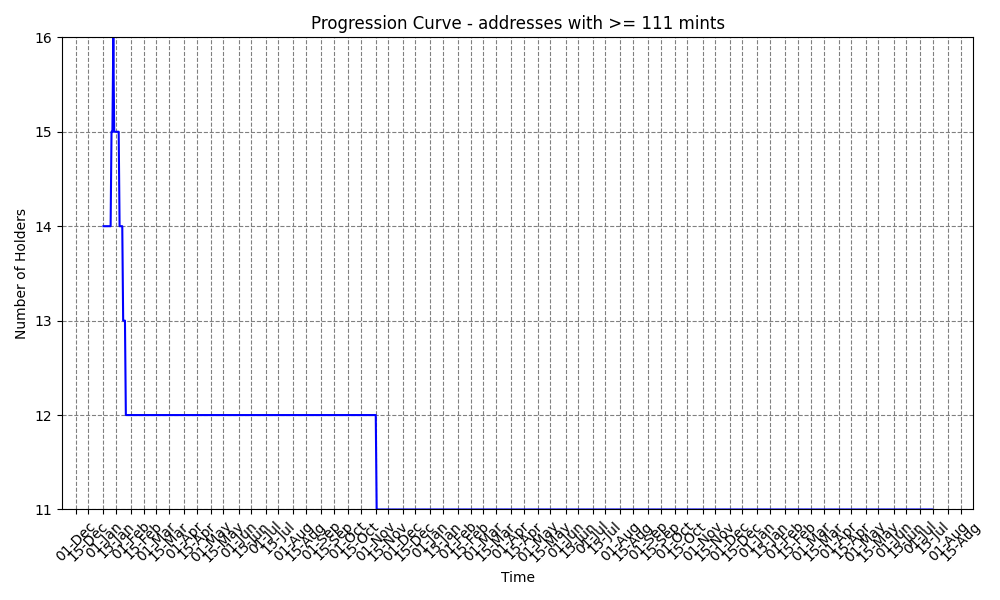 Progression Curve - addresses with >= 111 mints
Number of Holders
16
15
14
13
12
11
01-Dec
15-Dec
01-Jan
15-Jan
01-Feb
15-Feb
01-Mar
15-Mar
01-Apr
15-Apr
01-May
15-May
01-Jun
15-Jun
01-Jul
15-Jul
01-Aug
15-Aug
01-Sep
15-Sep
01-Oct
15-Oct
01-Nov
15-Nov
01-Dec
15-Dec
01-Jan
15-Jan
01-Feb
15-Feb
01-Mar
15-Mar
01-Apr
15-Apr
01-May
15-May
01-Jun
15-Jun
01-Jul
15-Jul
01-Aug
15-Aug
01-Sep
15-Sep
01-Oct
15-Oct
01-Nov
15-Nov
01-Dec
15-Dec
01-Jan
15-Jan
01-Feb
15-Feb
01-Mar
15-Mar
01-Apr
15-Apr
01-May
15-May
01-Jun
15-Jun
01-Jul
15-Jul
01-Aug
15-Aug
Time